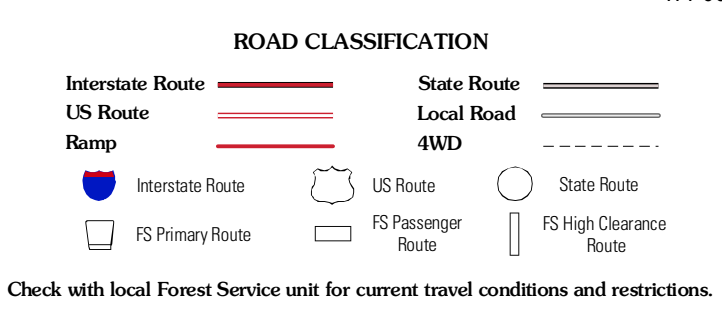 ROAD CLASSIFICATION
Interstate Route
State Route
US Route
Local Road
Ramp
4WD
Interstate Route
US Route
State Route
FS Primary Route
FS Passenger
Route
FS High Clearance
Route
Check with local Forest Service unit for current travel conditions and restrictions.